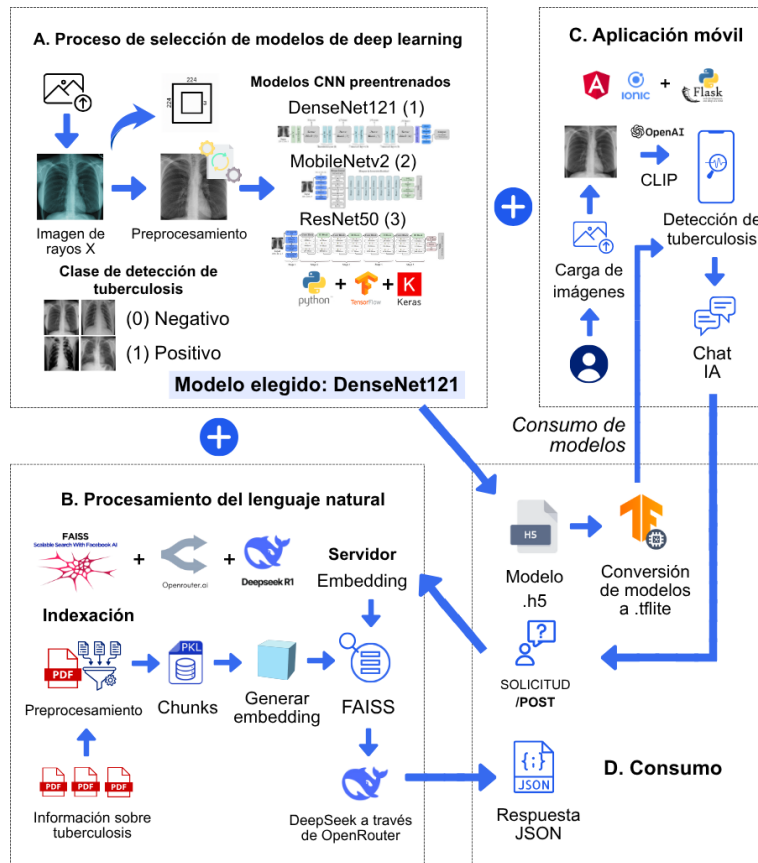 A. Proceso de selección de modelos de deep learning
224
224
3
Modelos CNN preentrenados
DenseNet121 (1)
MobileNetv2 (2)
ResNet50 (3)
Imagen de
rayos X
Preprocesamiento
Clase de detección de
tuberculosis
(0) Negativo
(1) Positivo
python
+
TensorFlow
+
K
Keras
Modelo elegido: DenseNet121
C. Aplicación móvil
A
IONIC
+
Flask
OpenAI
CLIP
Detección de
tuberculosis
Carga de
imágenes
Chat
IA
Consumo de
modelos
B. Procesamiento del lenguaje natural
FAISS
Scalable Search With Facebook AI
+
Openrouter.ai
+
Deepseek R1
Servidor
Embedding
Indexación
PDF
Preprocesamiento
PKL
Chunks
Generar
embedding
FAISS
PDF
PDF
PDF
Información sobre
tuberculosis
DeepSeek a través
de OpenRouter
H5
Modelo
.h5
Conversión
de modelos
a .tflite
?
SOLICITUD
/POST
{;}
JSON
Respuesta
JSON
D. Consumo